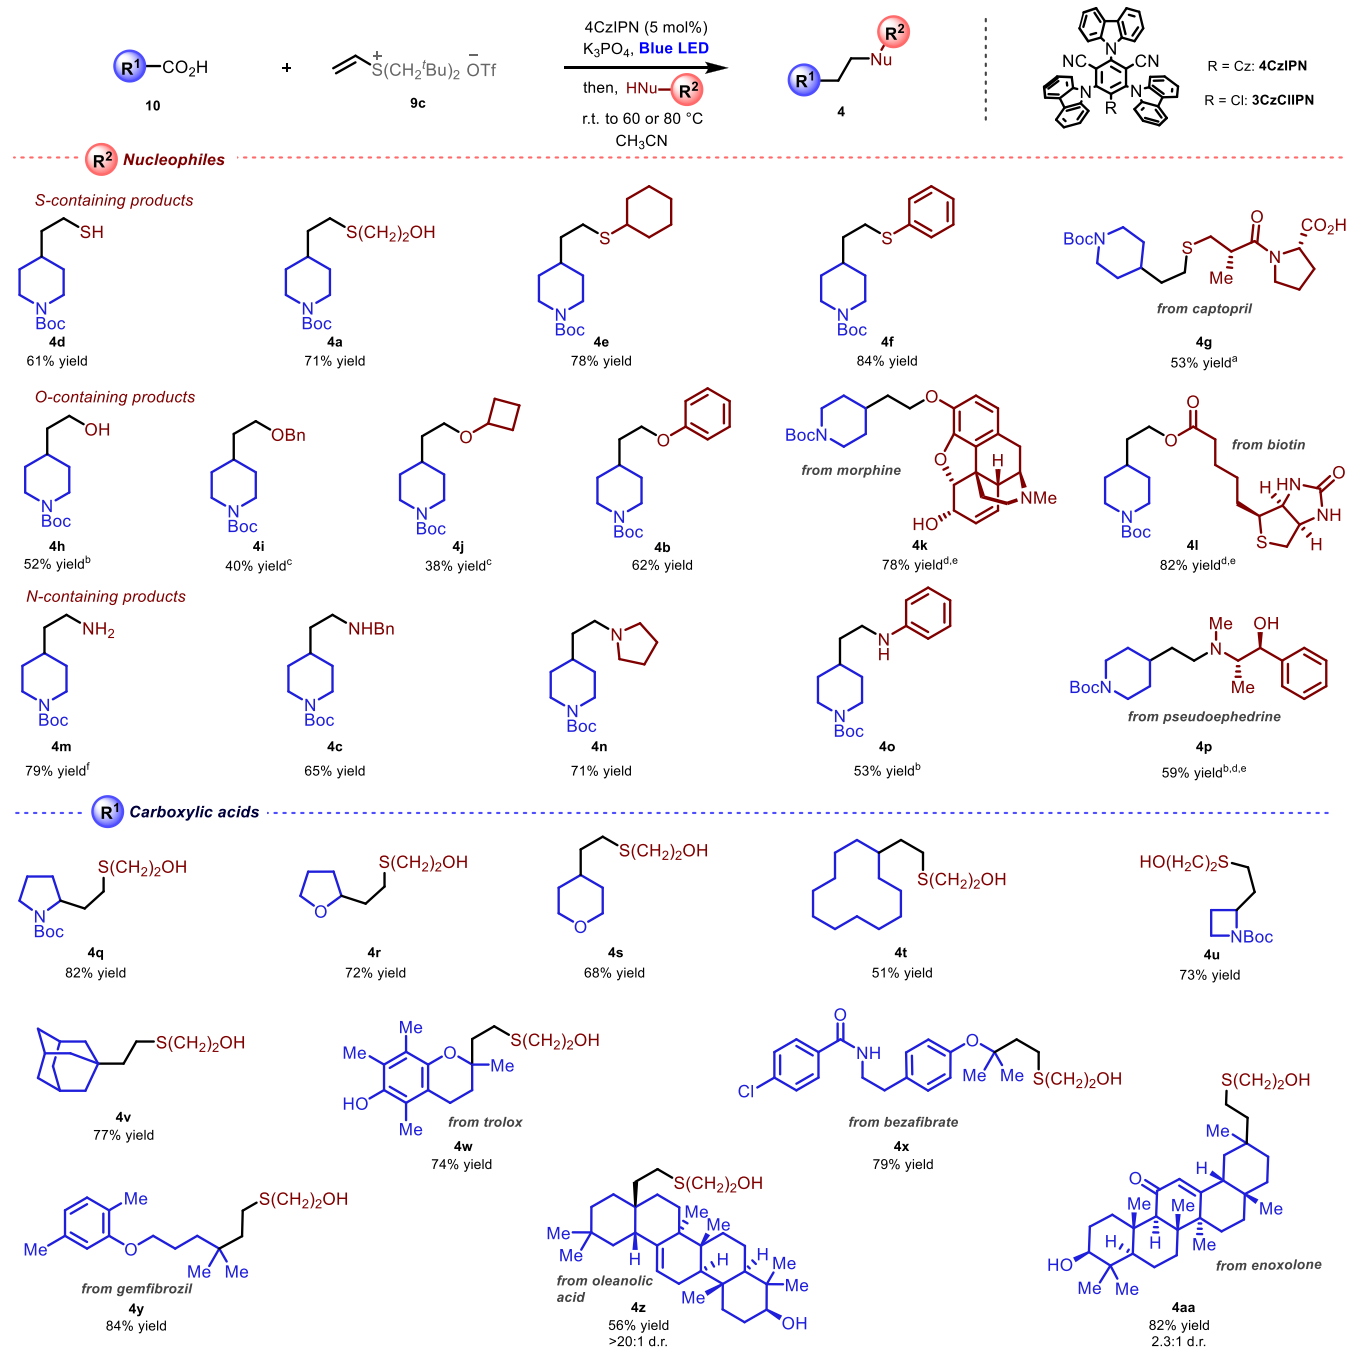 R¹ CO₂H
10
+
S⁺(CH₂ᵗBu)₂ ⁻OTf
9c
4CzIPN (5 mol%)
K₃PO₄, Blue LED
then, HNu R²
r.t. to 60 or 80 °C
CH₃CN
R¹ Nu R²
4
N
NC CN
N N
R
R = Cz: 4CzIPN
R = Cl: 3CzClIPN
R² Nucleophiles
S-containing products
SH
N
Boc
4d
61% yield
S(CH₂)₂OH
N
Boc
4a
71% yield
S
N
Boc
4e
78% yield
S
N
Boc
4f
84% yield
BocN S O N CO₂H
Me
from captopril
4g
53% yieldᵃ
O-containing products
OH
N
Boc
4h
52% yieldᵇ
OBn
N
Boc
4i
40% yieldᶜ
O
N
Boc
4j
38% yieldᶜ
O
N
Boc
4b
62% yield
O
BocN
O H
NMe
HO
from morphine
4k
78% yieldᵈ,ᵉ
O O
N
Boc
from biotin
H HN O
NH
S H
4l
82% yieldᵈ,ᵉ
N-containing products
NH₂
N
Boc
4m
79% yieldᶠ
NHBn
N
Boc
4c
65% yield
N
N
Boc
4n
71% yield
N
H
N
Boc
4o
53% yieldᵇ
Me OH
N
BocN Me
from pseudoephedrine
4p
59% yieldᵇ,ᵈ,ᵉ
R¹ Carboxylic acids
S(CH₂)₂OH
N
Boc
4q
82% yield
S(CH₂)₂OH
O
4r
72% yield
S(CH₂)₂OH
O
4s
68% yield
S(CH₂)₂OH
4t
51% yield
HO(H₂C)₂S
NBoc
4u
73% yield
S(CH₂)₂OH
4v
77% yield
Me S(CH₂)₂OH
Me O Me
HO
Me
from trolox
4w
74% yield
O
NH O
Me Me
Cl S(CH₂)₂OH
from bezafibrate
4x
79% yield
Me S(CH₂)₂OH
Me O
Me Me
from gemfibrozil
4y
84% yield
S(CH₂)₂OH
Me Me
Me Me
H H H Me
Me
Me
OH
from oleanolic
acid
4z
56% yield
>20:1 d.r.
S(CH₂)₂OH
Me
O H
Me Me Me
H H Me
HO
Me Me
from enoxolone
4aa
82% yield
2.3:1 d.r.